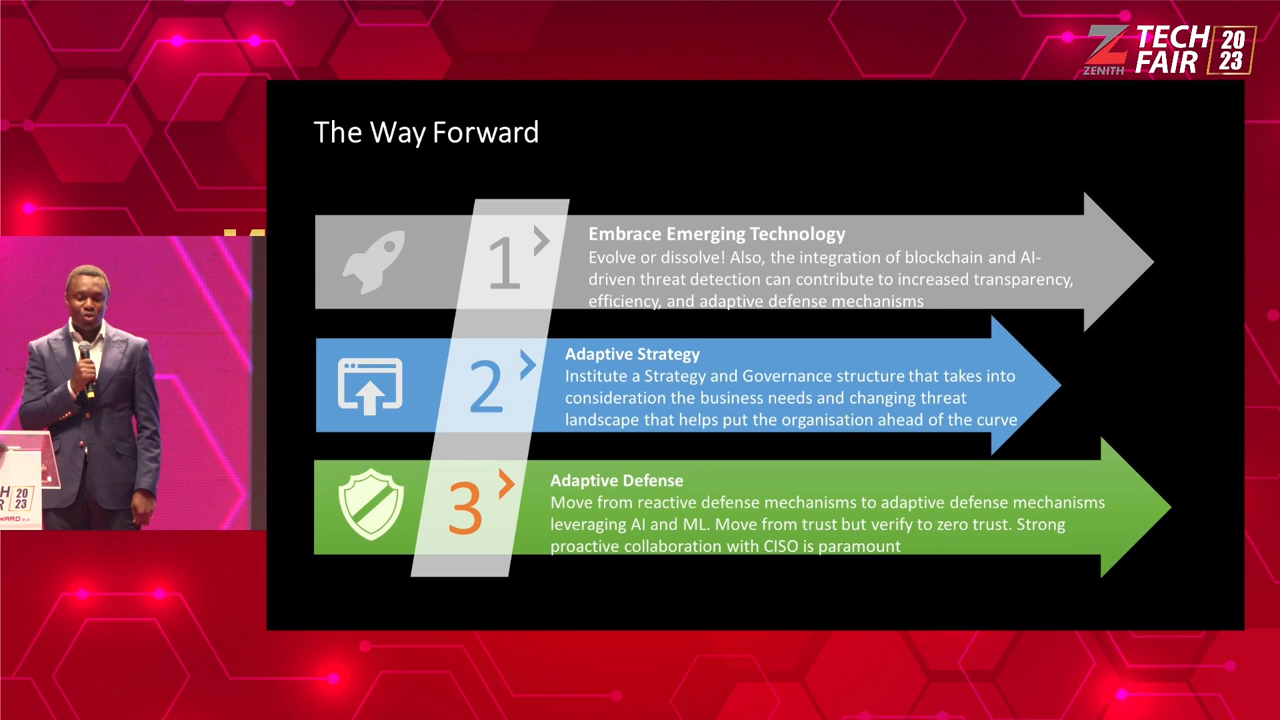 ZENITH
TECH
FAIR
20
23
The Way Forward
1
Embrace Emerging Technology
Evolve or dissolve! Also, the integration of blockchain and AI-
driven threat detection can contribute to increased transparency,
efficiency, and adaptive defense mechanisms
2
Adaptive Strategy
Institute a Strategy and Governance structure that takes into
consideration the business needs and changing threat
landscape that helps put the organisation ahead of the curve
3
Adaptive Defense
Move from reactive defense mechanisms to adaptive defense mechanisms
leveraging AI and ML. Move from trust but verify to zero trust. Strong
proactive collaboration with CISO is paramount
H
R
20
23
WARD